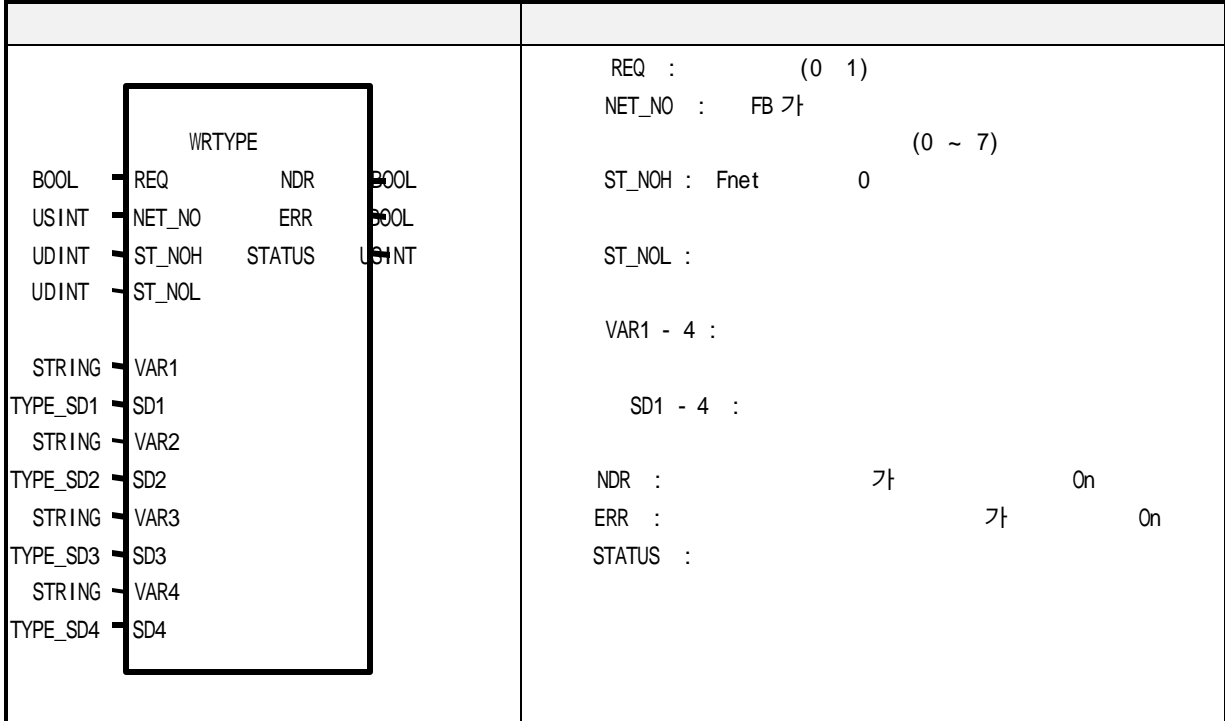 WRTYPE
BOOL REQ NDR BOOL
USINT NET_NO ERR BOOL
UDINT ST_NOH STATUS USINT
UDINT ST_NOL
STRING VAR1
TYPE_SD1 SD1
STRING VAR2
TYPE_SD2 SD2
STRING VAR3
TYPE_SD3 SD3
STRING VAR4
TYPE_SD4 SD4
REQ : (0 1)
NET_NO : FB 가
(0 ~ 7)
ST_NOH : Fnet 0
ST_NOL :
VAR1 - 4 :
SD1 - 4 :
NDR : 가 On
ERR : 가 On
STATUS :